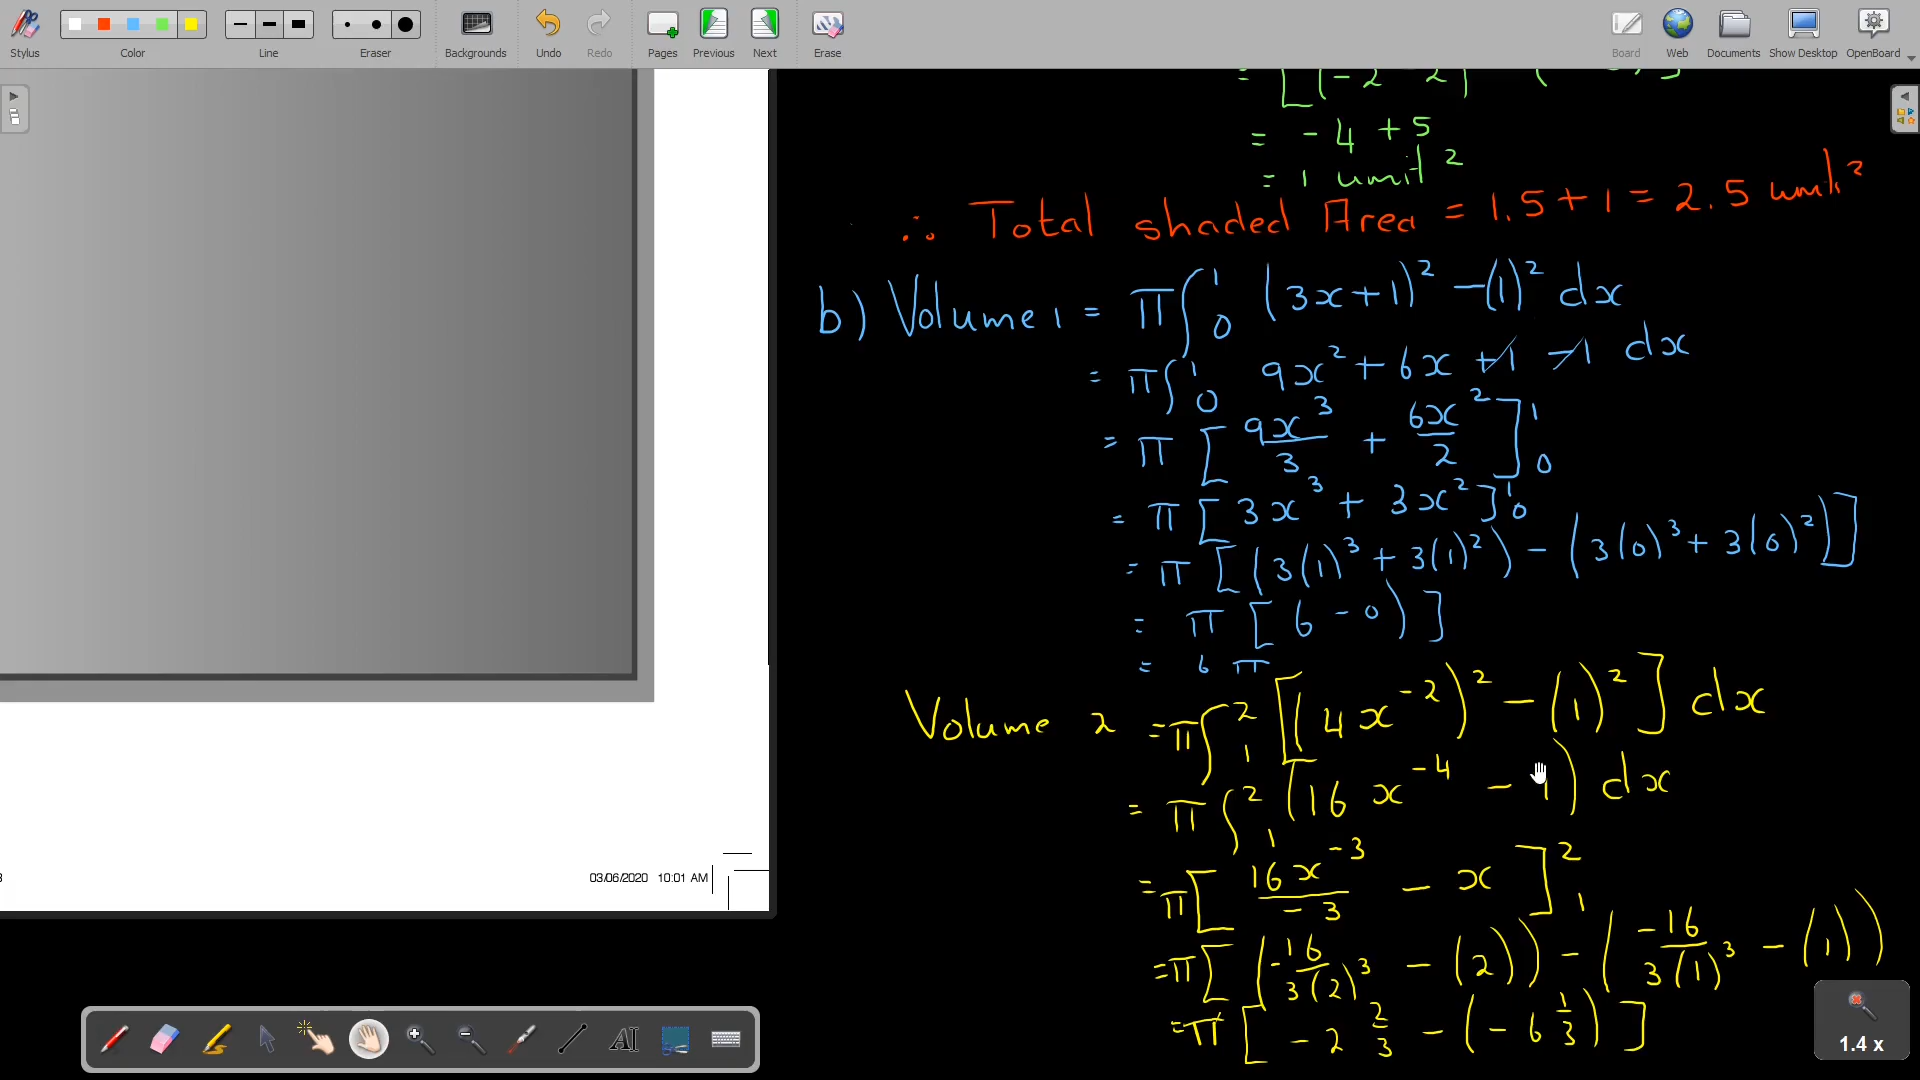 Stylus Color Line Eraser Backgrounds Undo Redo Pages Previous Next Erase Board Web Documents Show Desktop OpenBoard
= - 4 + 5
= 1 unit ²
∴ Total shaded Area = 1.5 + 1 = 2.5 unit²
b) Volume 1 = π∫₀¹ (3x+1)² - (1)² dx
= π∫₀¹ 9x² + 6x +1 -1 dx
= π [ 9x³/3 + 6x²/2 ]₀¹
= π [ 3x³ + 3x² ]₀¹
= π [ (3(1)³ + 3(1)²) - (3(0)³ + 3(0)²) ]
= π [ 6 - 0) ]
= 6 π
Volume 2 = π∫₁² [(4x⁻²)² - (1)²] dx
= π∫₁² (16x⁻⁴ - 1) dx
= π[ 16x⁻³/-3 - x ]₁²
= π[ (-16/3(2)³ - (2)) - (-16/3(1)³ - (1))
= π [ - 2 2/3 - (- 6 1/3) ]
03/06/2020 10:01 AM
1.4 x